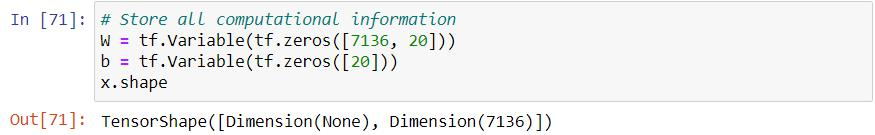 In [71]: # Store all computational information
W = tf.Variable(tf.zeros([7136, 20]))
b = tf.Variable(tf.zeros([20]))
x.shape
Out[71]: TensorShape([Dimension(None), Dimension(7136)])